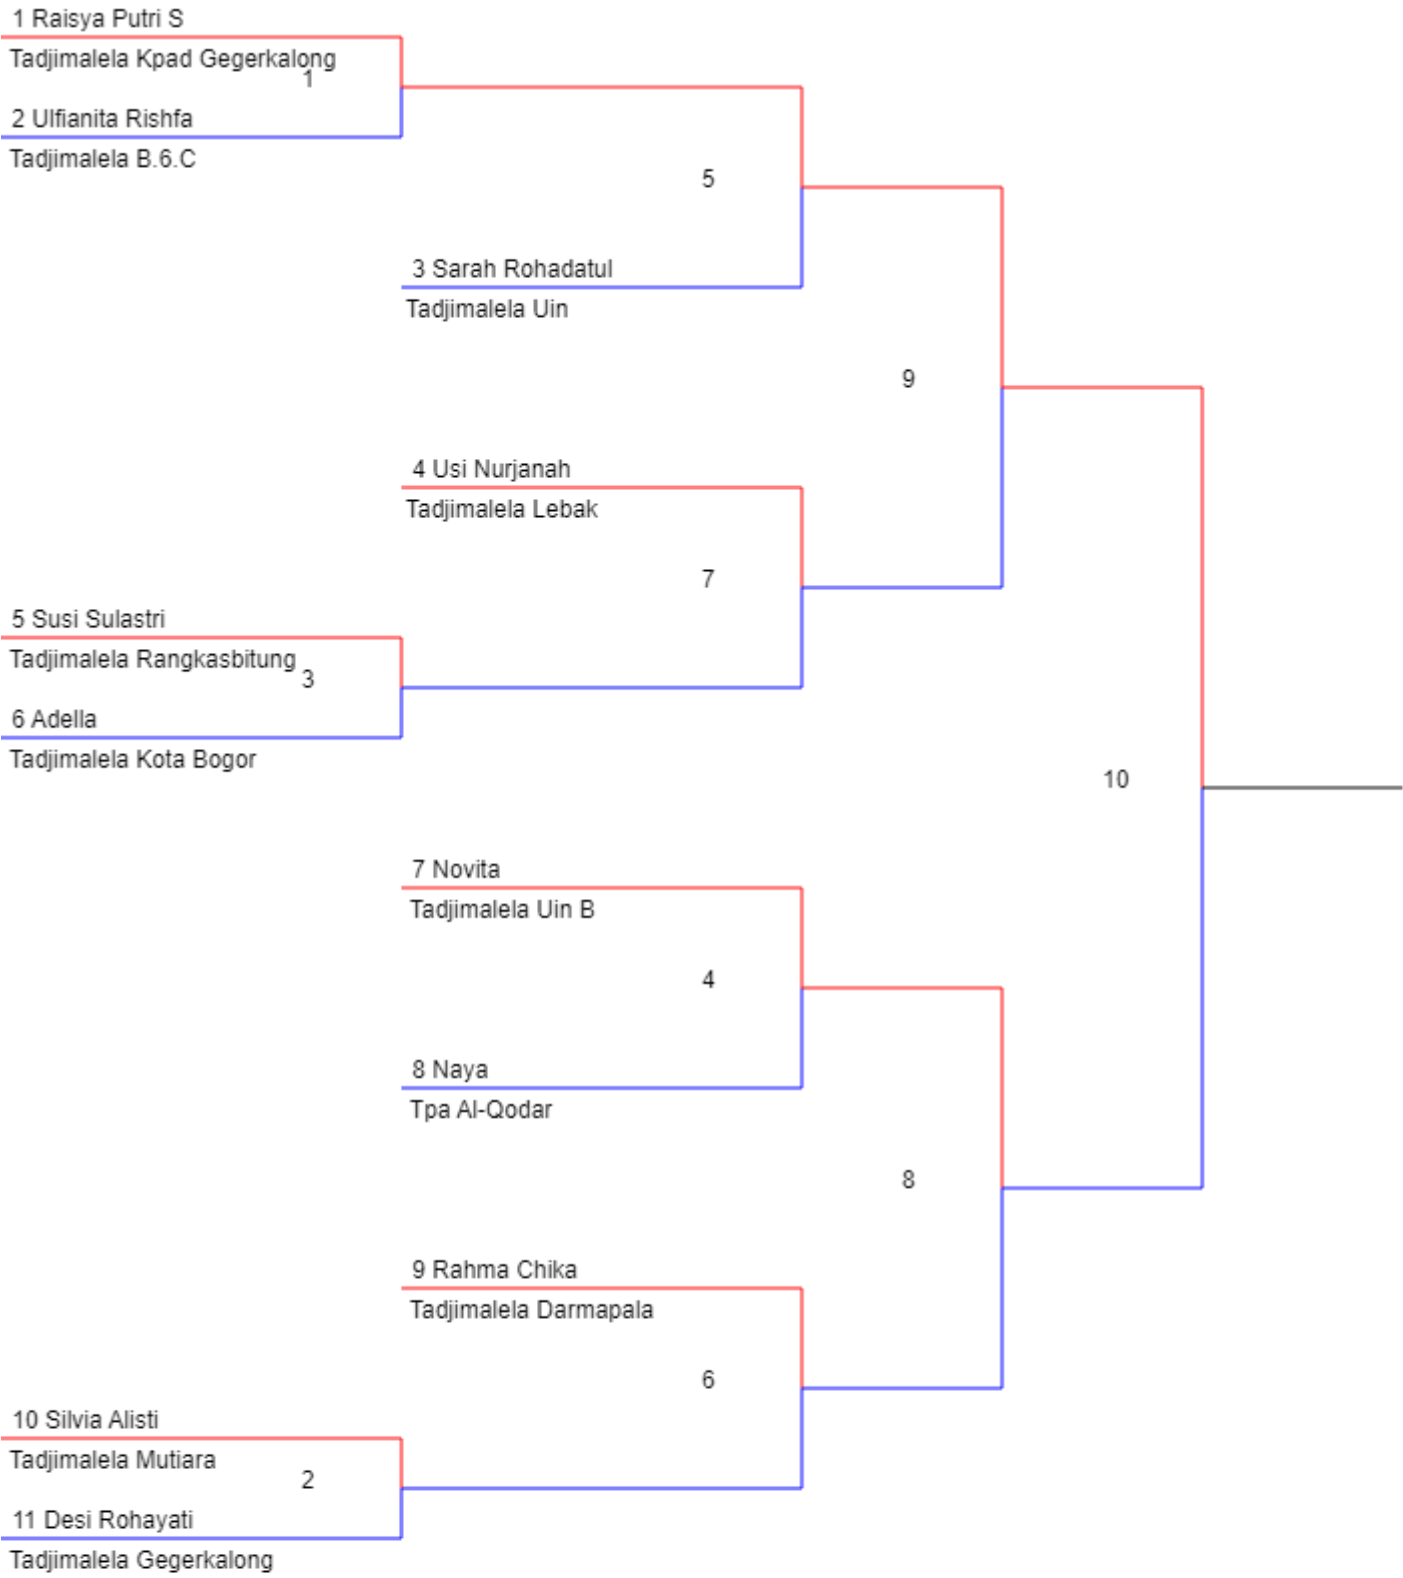 1 Raisya Putri S
Tadjimalela Kpad Gegerkalong
1
2 Ulfianita Rishfa
Tadjimalela B.6.C
5
3 Sarah Rohadatul
Tadjimalela Uin
9
4 Usi Nurjanah
Tadjimalela Lebak
7
5 Susi Sulastri
Tadjimalela Rangkasbitung
3
6 Adella
Tadjimalela Kota Bogor
10
7 Novita
Tadjimalela Uin B
4
8 Naya
Tpa Al-Qodar
8
9 Rahma Chika
Tadjimalela Darmapala
6
10 Silvia Alisti
Tadjimalela Mutiara
2
11 Desi Rohayati
Tadjimalela Gegerkalong